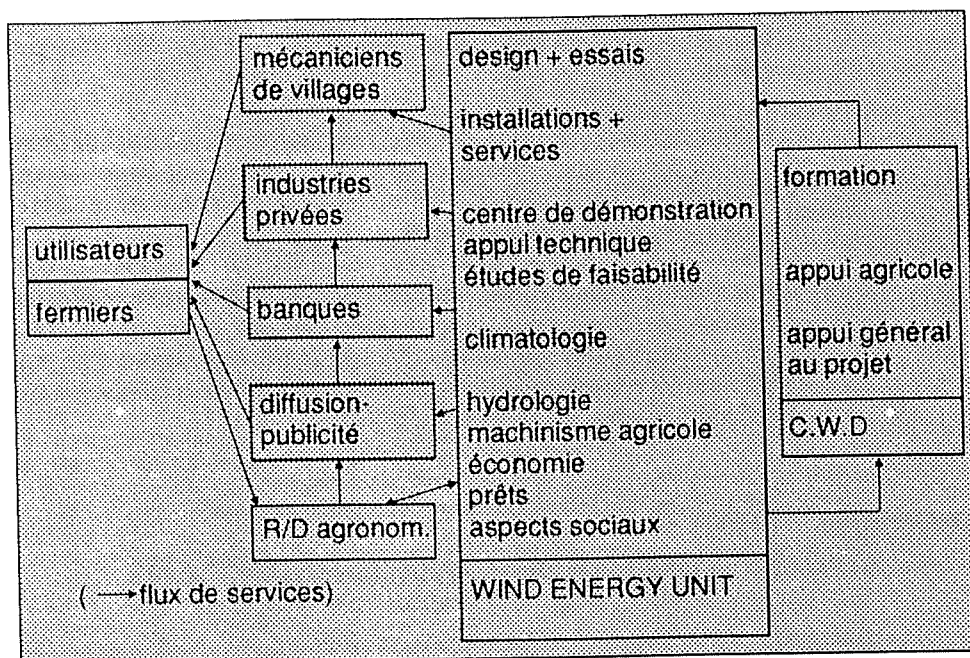 mécaniciens
de villages
industries
privées
banques
diffusion-
publicité
R/D agronom.
utilisateurs
fermiers
design + essais
installations +
services
centre de démonstration
appui technique
études de faisabilité
climatologie
hydrologie
machinisme agricole
économie
prêts
aspects sociaux
WIND ENERGY UNIT
formation
appui agricole
appui général
au projet
C.W.D
( →flux de services)